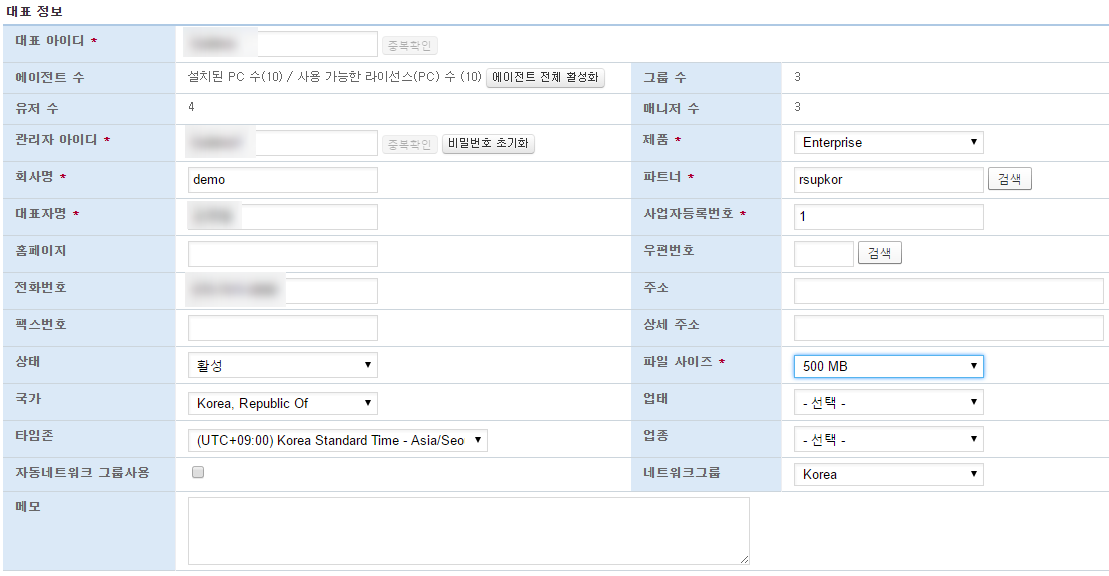 대표 정보
대표 아이디 * 중복확인
에이전트 수 설치된 PC 수(10) / 사용 가능한 라이선스(PC) 수 (10) 에이전트 전체 활성화 그룹 수 3
유저 수 4 매니저 수 3
관리자 아이디 * 중복확인 비밀번호 초기화 제품 * Enterprise
회사명 * demo 파트너 * rsupkor 검색
대표자명 * 사업자등록번호 * 1
홈페이지 우편번호 검색
전화번호 주소
팩스번호 상세 주소
상태 활성 파일 사이즈 * 500 MB
국가 Korea, Republic Of 업태 - 선택 -
타임존 (UTC+09:00) Korea Standard Time - Asia/Seo 업종 - 선택 -
자동네트워크 그룹사용 네트워크그룹 Korea
메모